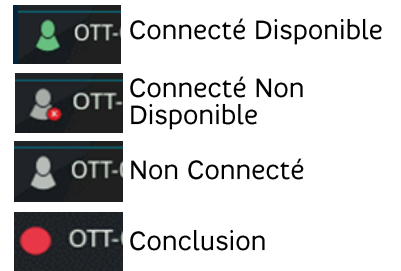 OTT- Connecté Disponible
OTT- Connecté Non
Disponible
OTT- Non Connecté
OTT- Conclusion